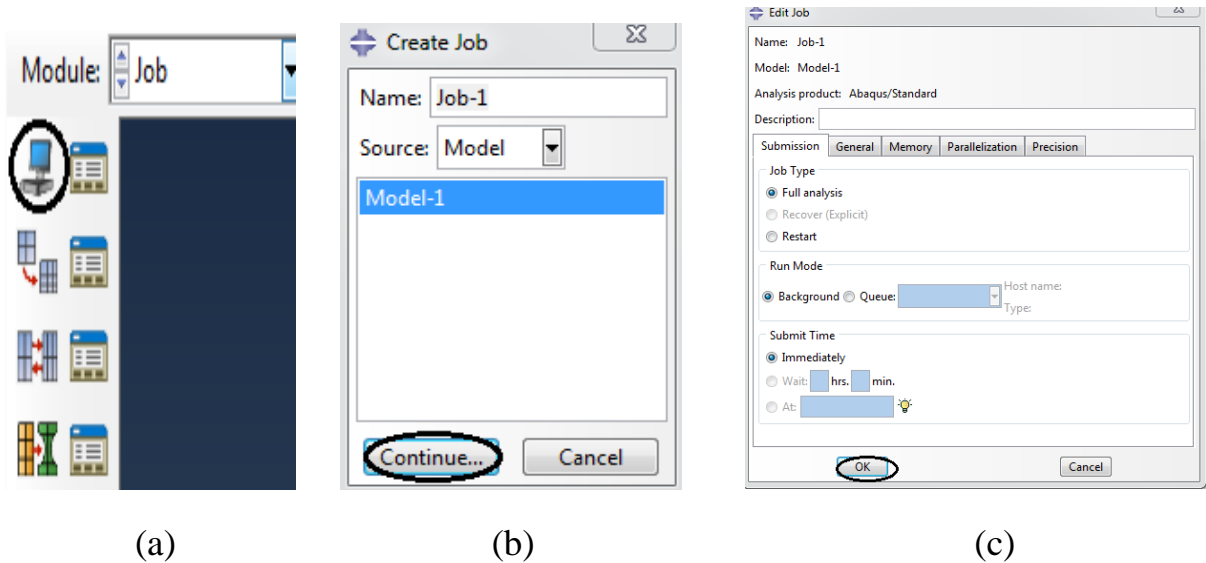 Module: Job
(a)
Create Job
Name: Job-1
Source: Model
Model-1
Continue... Cancel
(b)
Edit Job
Name: Job-1
Model: Model-1
Analysis product: Abaqus/Standard
Description:
Submission General Memory Parallelization Precision
Job Type
Full analysis
Recover (Explicit)
Restart
Run Mode
Background Queue: Host name:
Type:
Submit Time
Immediately
Wait: hrs. min.
At:
OK Cancel
(c)